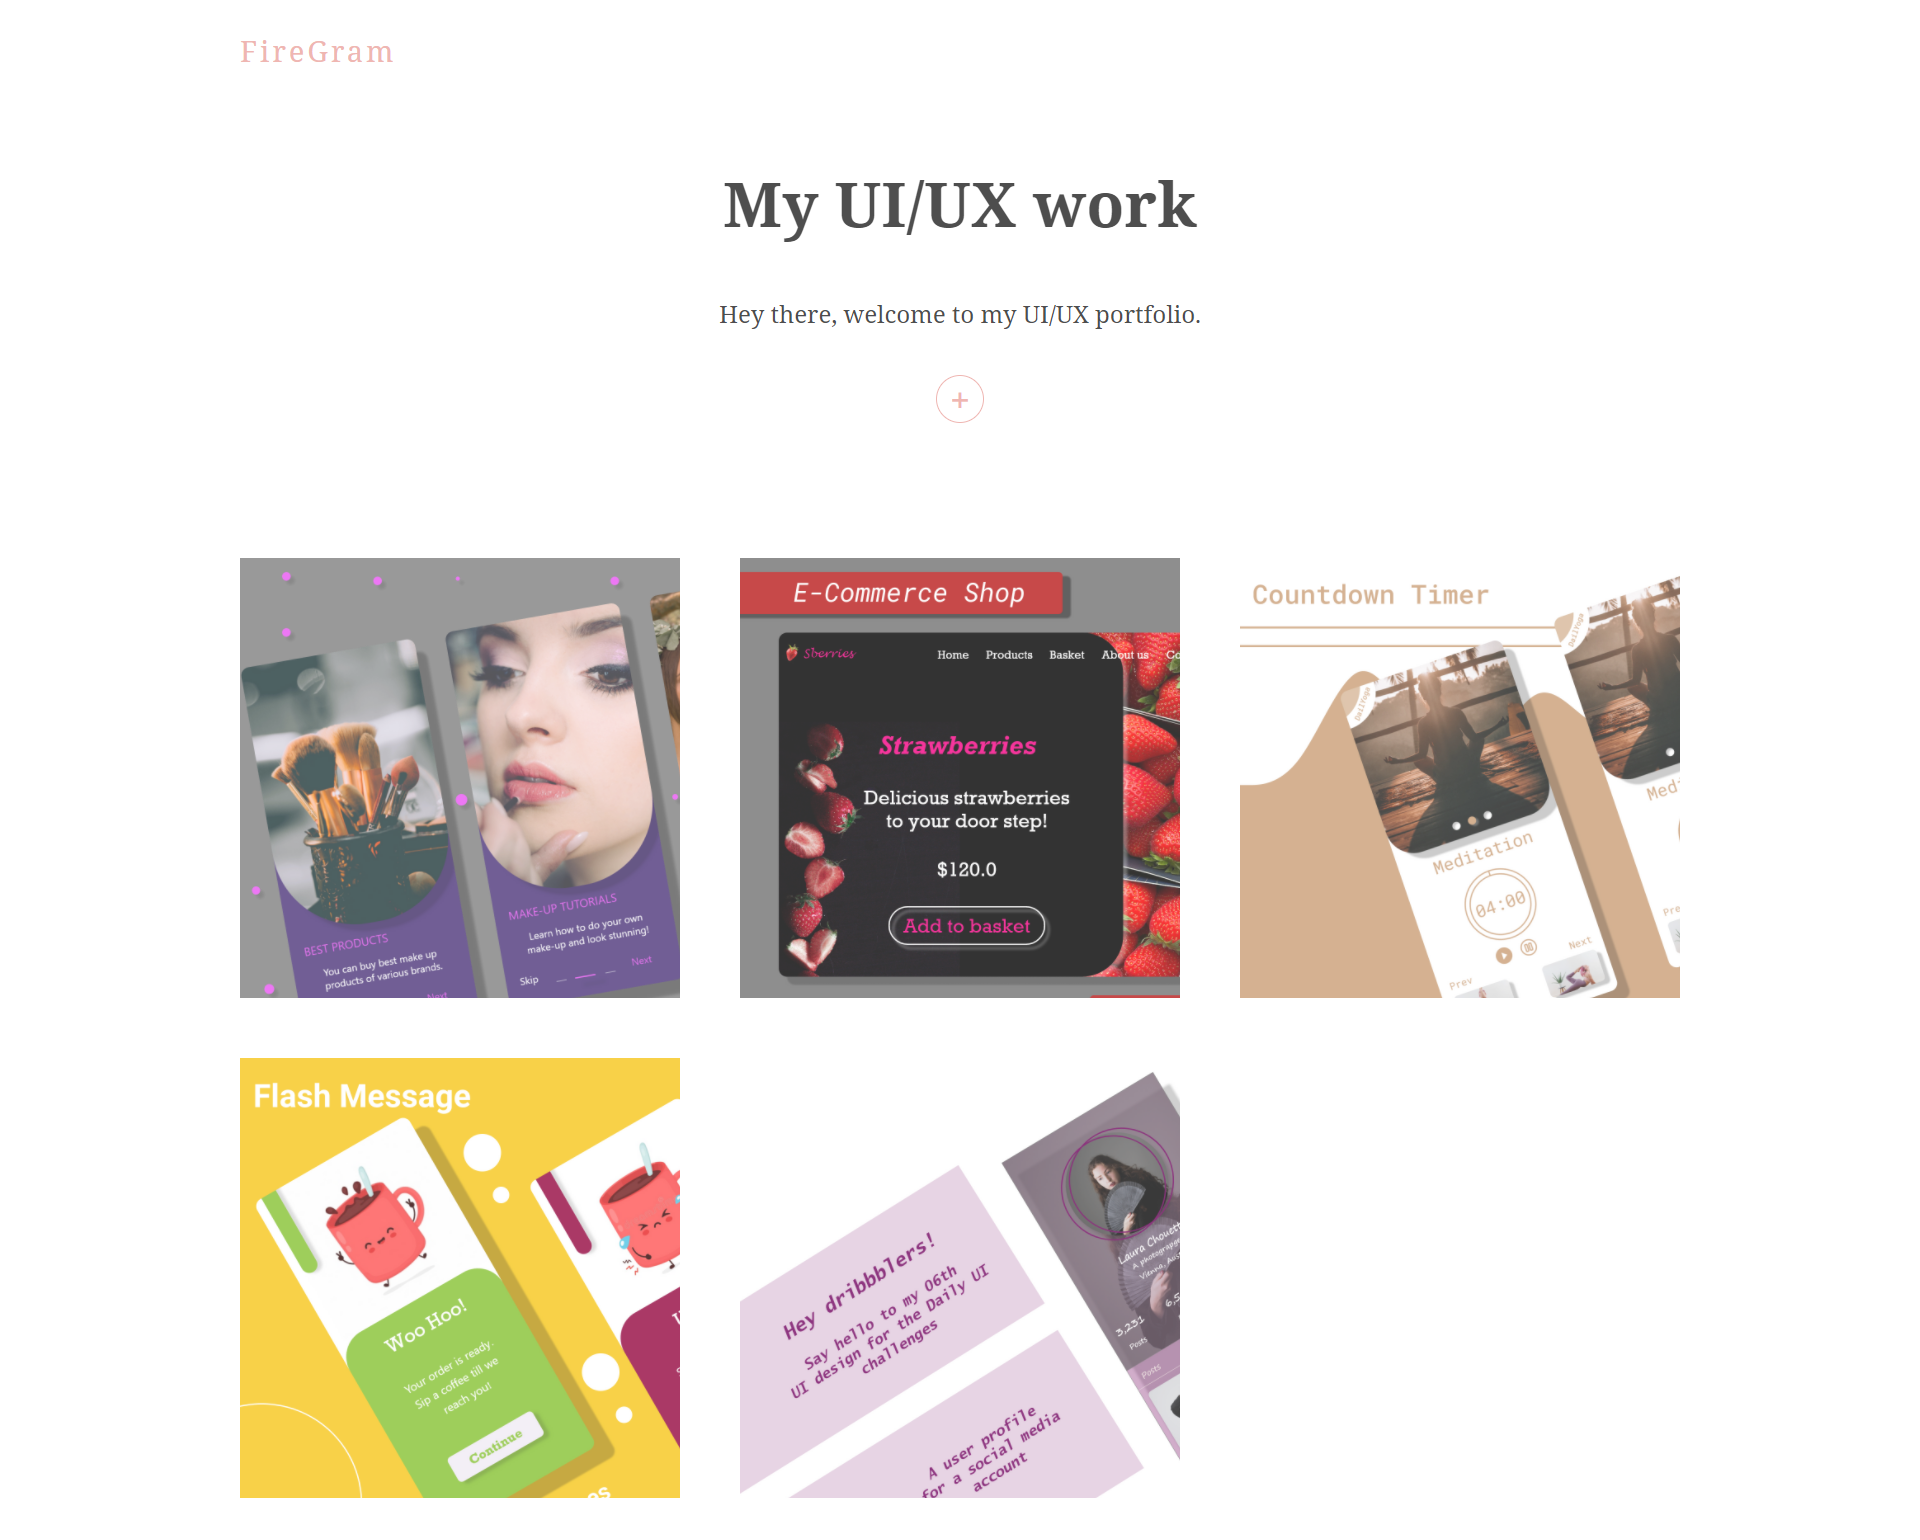 FireGram
My UI/UX work
Hey there, welcome to my UI/UX portfolio.
+
BEST PRODUCTS
You can buy best make up
products of various brands.
Next
MAKE-UP TUTORIALS
Learn how to do your own
make-up and look stunning!
Skip
Next
E-Commerce Shop
Sberries
Home Products Basket About us
Strawberries
Delicious strawberries
to your door step!
$120.0
Add to basket
Countdown Timer
DailYoga
DailYoga
Meditation
04:00
Prev
Next
Flash Message
Woo Hoo!
Your order is ready.
Sip a coffee till we
reach you!
Continue
Hey dribbblers!
Say hello to my 06th
UI design for the Daily UI
challenges
A user profile
for a social media
account
A photographer
3,231
Posts
Posts